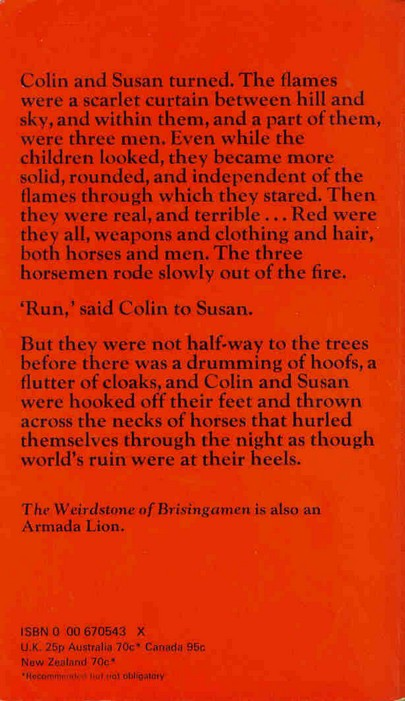 Colin and Susan turned. The flames
were a scarlet curtain between hill and
sky, and within them, and a part of them,
were three men. Even while the
children looked, they became more
solid, rounded, and independent of the
flames through which they stared. Then
they were real, and terrible ... Red were
they all, weapons and clothing and hair,
both horses and men. The three
horsemen rode slowly out of the fire.
‘Run,’ said Colin to Susan.
But they were not half-way to the trees
before there was a drumming of hoofs, a
flutter of cloaks, and Colin and Susan
were hooked off their feet and thrown
across the necks of horses that hurled
themselves through the night as though
world's ruin were at their heels.
The Weirdstone of Brisingamen is also an
Armada Lion.
ISBN 0 00 670543 X
U.K. 25p Australia 70c* Canada 95c
New Zealand 70c*
*Recommended but not obligatory